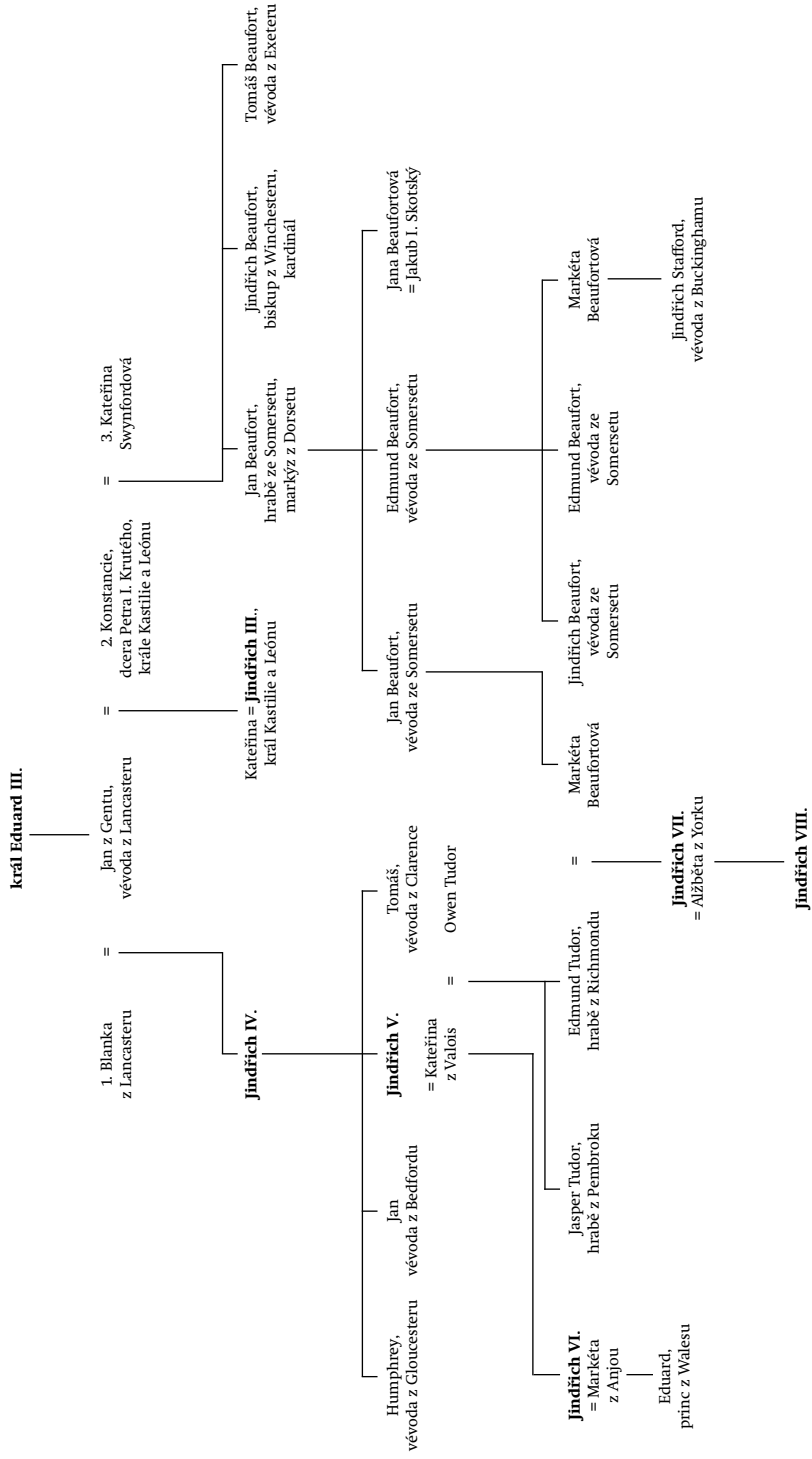 král Eduard III.
1. Blanka
z Lancasteru
=
Jan z Gentu,
vévoda z Lancasteru
=
2. Konstancie,
dcera Petra I. Krutého,
krále Kastilie a Leónu
=
3. Kateřina
Swynfordová
Jindřich IV.
Kateřina = Jindřich III.,
král Kastilie a Leónu
Jan Beaufort,
hrabě ze Somersetu,
markýz z Dorsetu
Jindřich Beaufort,
biskup z Winchesteru,
kardinál
Tomáš Beaufort,
vévoda z Exeteru
Humphrey,
vévoda z Gloucesteru
Jan
vévoda z Bedfordu
Jindřich V.
= Kateřina
z Valois
Tomáš,
vévoda z Clarence
=
Owen Tudor
Jan Beaufort,
vévoda ze Somersetu
Edmund Beaufort,
vévoda ze Somersetu
Jana Beaufortová
= Jakub I. Skotský
Jindřich VI.
= Markéta
z Anjou
Jasper Tudor,
hrabě z Pembroku
Edmund Tudor,
hrabě z Richmondu
=
Markéta
Beaufortová
Jindřich Beaufort,
vévoda ze
Somersetu
Edmund Beaufort,
vévoda ze
Somersetu
Markéta
Beaufortová
Eduard,
princ z Walesu
Jindřich VII.
= Alžběta z Yorku
Jindřich Stafford,
vévoda z Buckinghamu
Jindřich VIII.